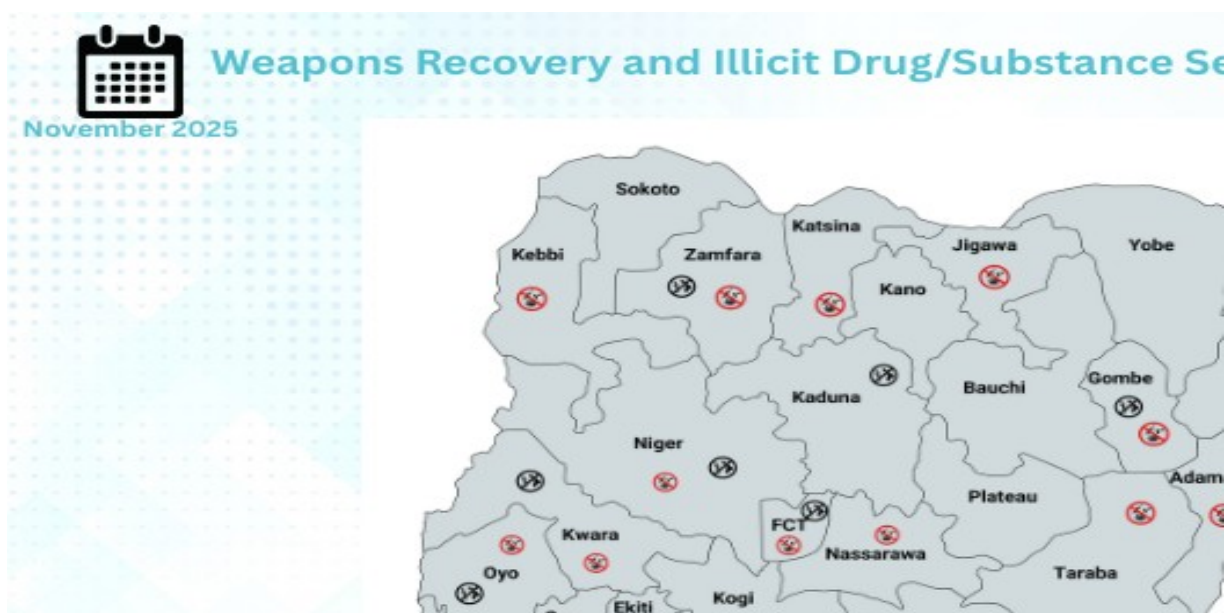 Weapons Recovery and Illicit Drug/Substance Se
November 2025
Sokoto
Katsina
Kebbi
Zamfara
Jigawa
Yobe
Kano
Gombe
Bauchi
Kaduna
Niger
Adam
Plateau
FCT
Kwara
Nassarawa
Oyo
Taraba
Kogi
Ekiti